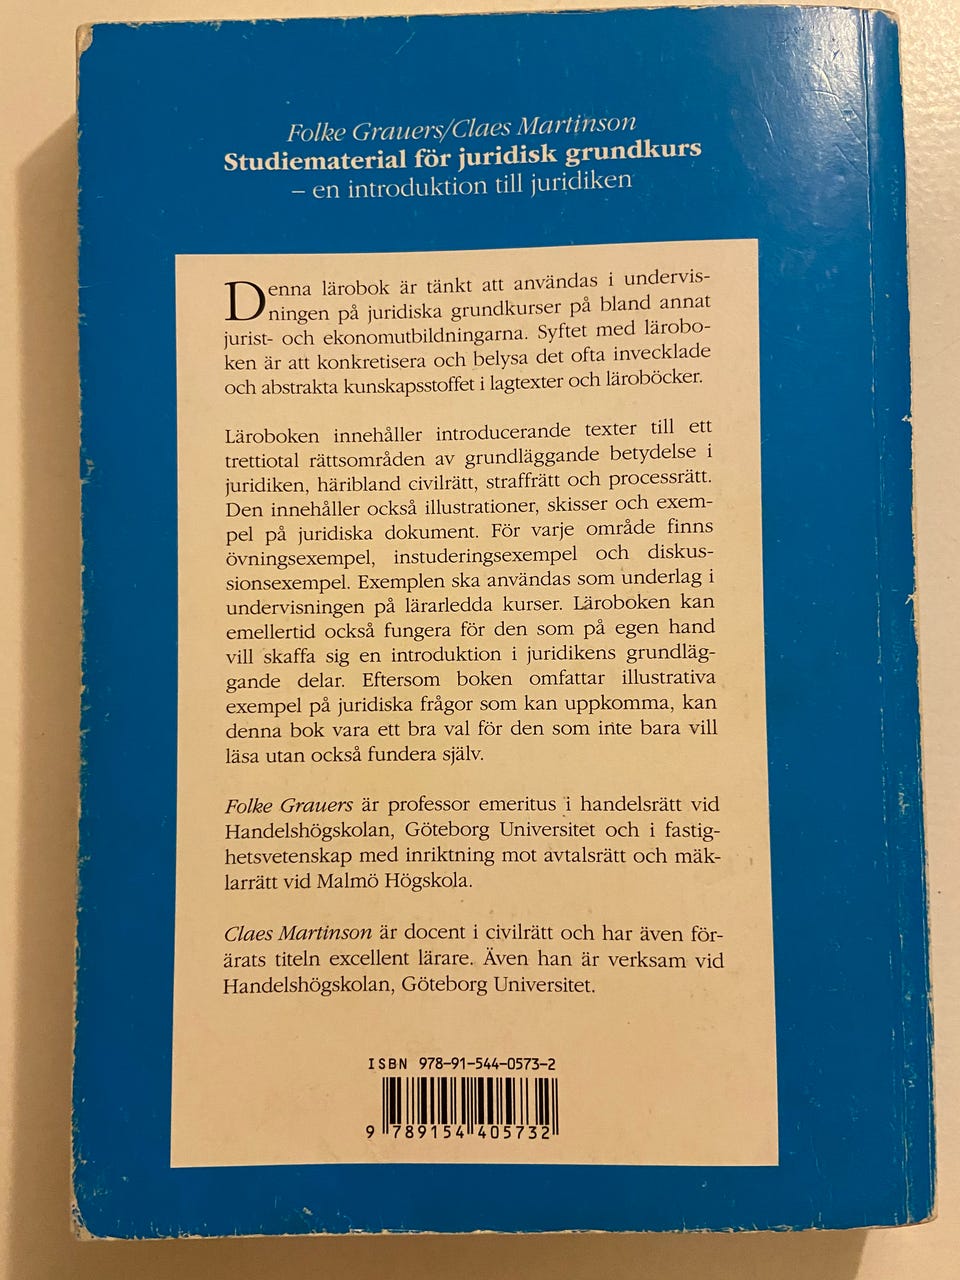 Folke Grauers/Claes Martinson
Studiematerial för juridisk grundkurs
– en introduktion till juridiken
Denna lärobok är tänkt att användas i undervis-
ningen på juridiska grundkurser på bland annat
jurist- och ekonomutbildningarna. Syftet med lärobo-
ken är att konkretisera och belysa det ofta invecklade
och abstrakta kunskapsstoffet i lagtexter och läroböcker.
Läroboken innehåller introducerande texter till ett
trettiotal rättsområden av grundläggande betydelse i
juridiken, häribland civilrätt, straffrätt och processrätt.
Den innehåller också illustrationer, skisser och exem-
pel på juridiska dokument. För varje område finns
övningsexempel, instuderingsexempel och diskus-
sionsexempel. Exemplen ska användas som underlag i
undervisningen på lärarledda kurser. Läroboken kan
emellertid också fungera för den som på egen hand
vill skaffa sig en introduktion i juridikens grundläg-
gande delar. Eftersom boken omfattar illustrativa
exempel på juridiska frågor som kan uppkomma, kan
denna bok vara ett bra val för den som inte bara vill
läsa utan också fundera själv.
Folke Grauers är professor emeritus i handelsrätt vid
Handelshögskolan, Göteborg Universitet och i fastig-
hetsvetenskap med inriktning mot avtalsrätt och mäk-
larrätt vid Malmö Högskola.
Claes Martinson är docent i civilrätt och har även för-
ärats titeln excellent lärare. Även han är verksam vid
Handelshögskolan, Göteborg Universitet.
ISBN 978-91-544-0573-2
9 789154 405732